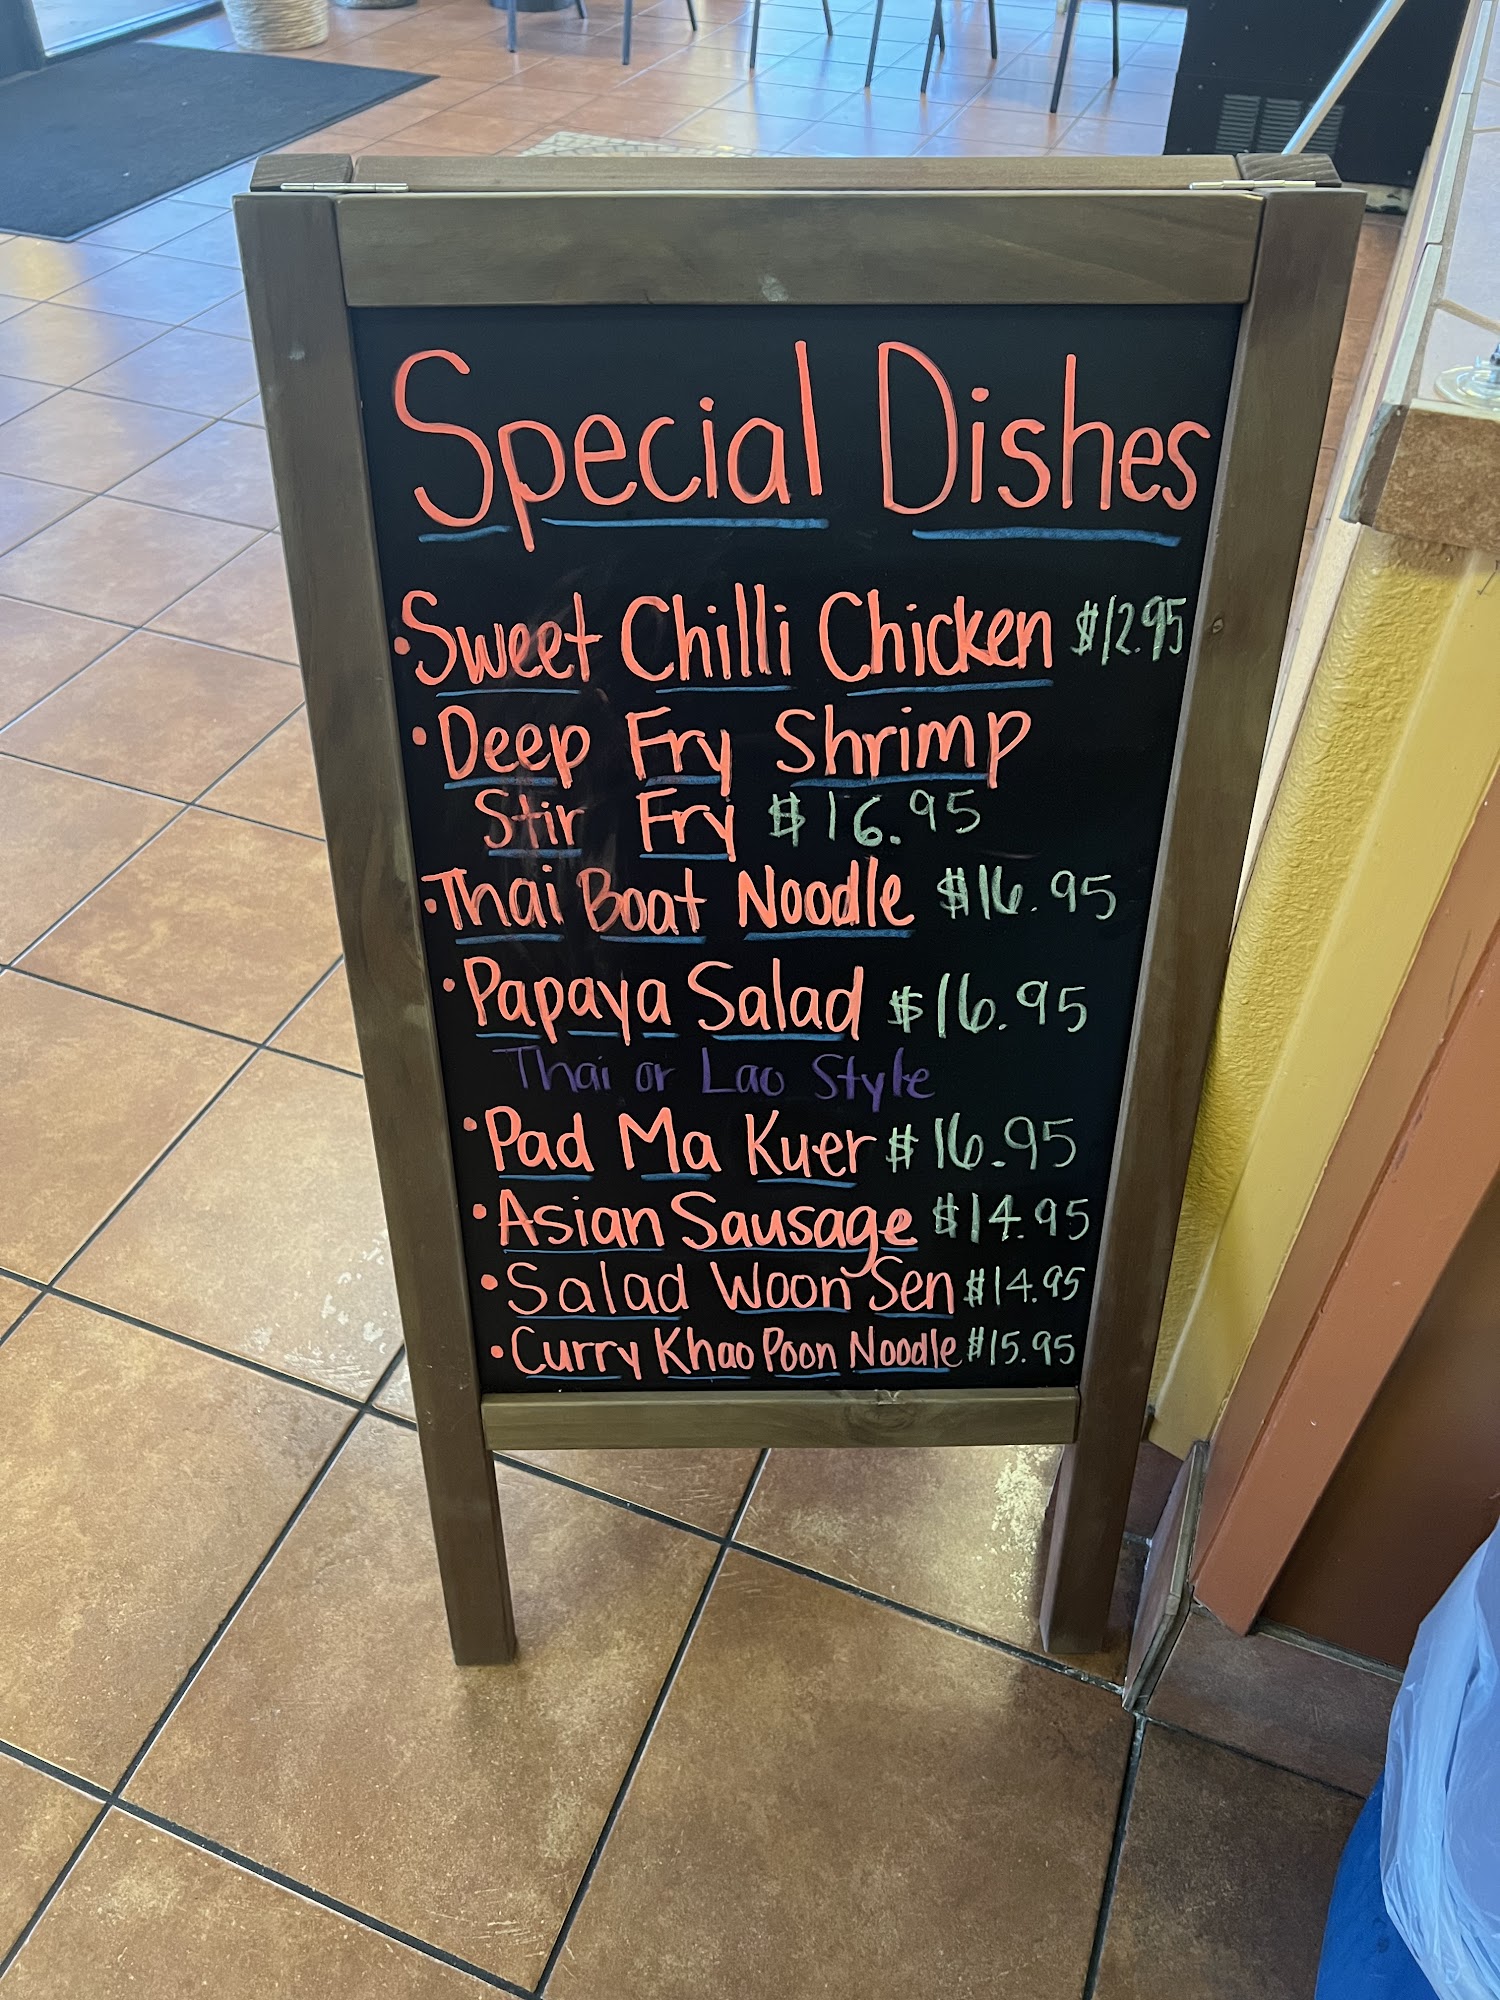 Special Dishes
• Sweet Chilli Chicken $12.95
• Deep Fry Shrimp
Stir Fry $16.95
• Thai Boat Noodle $16.95
• Papaya Salad $16.95
Thai or Lao Style
• Pad Ma Kuer $16.95
• Asian Sausage $14.95
• Salad Woon Sen $14.95
• Curry Khao Poon Noodle $15.95